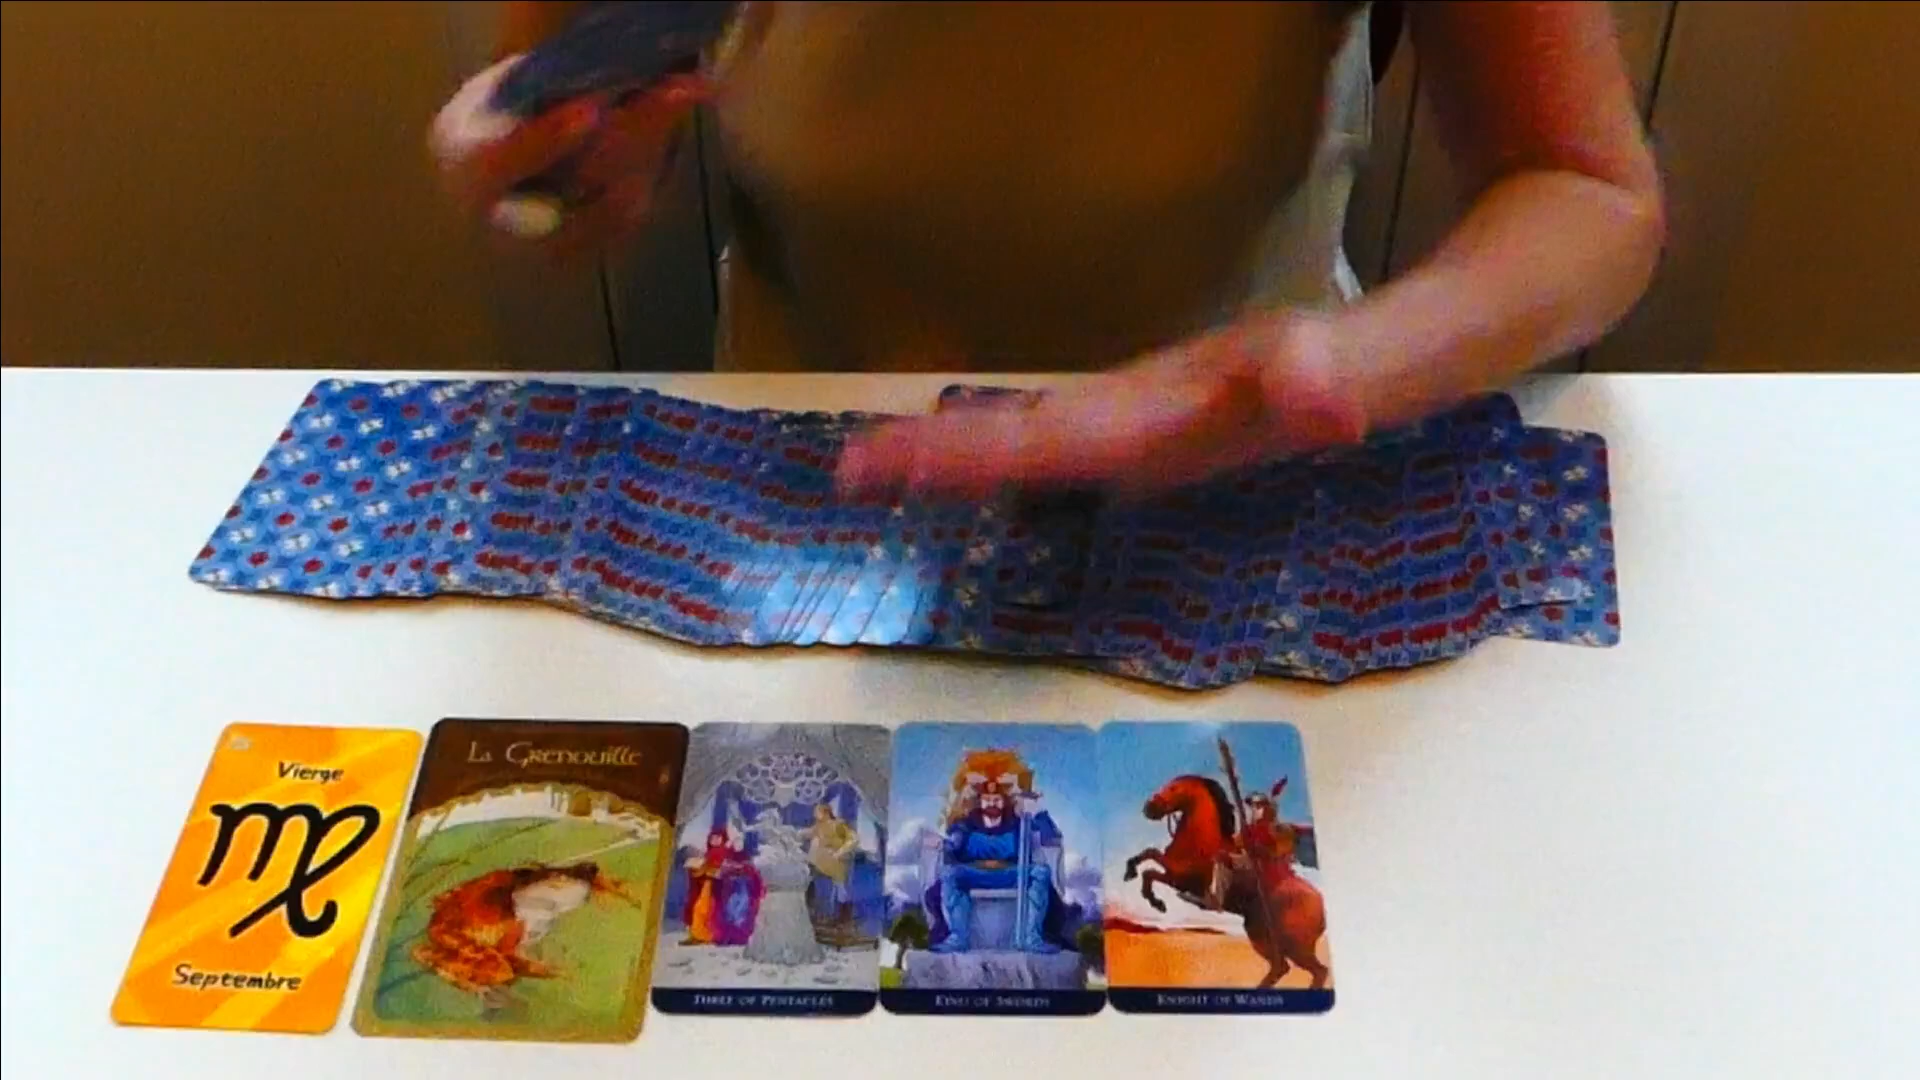 Vierge
Septembre
La Grenouille
THREE OF PENTACLES
KING OF SWORDS
KNIGHT OF WANDS